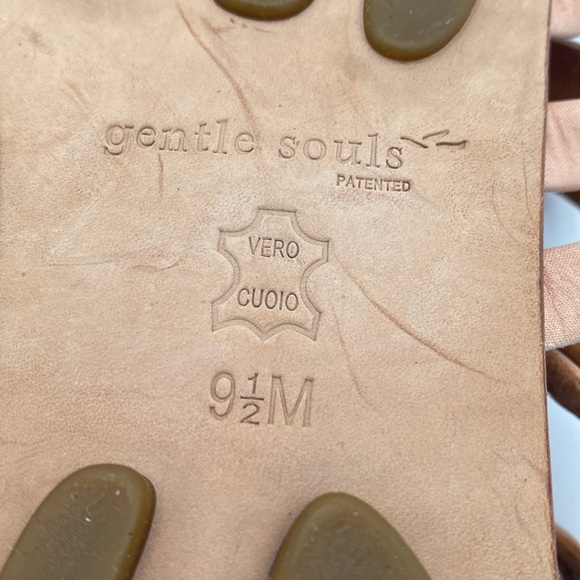 gentle souls
PATENTED
VERO
CUOIO
9½M